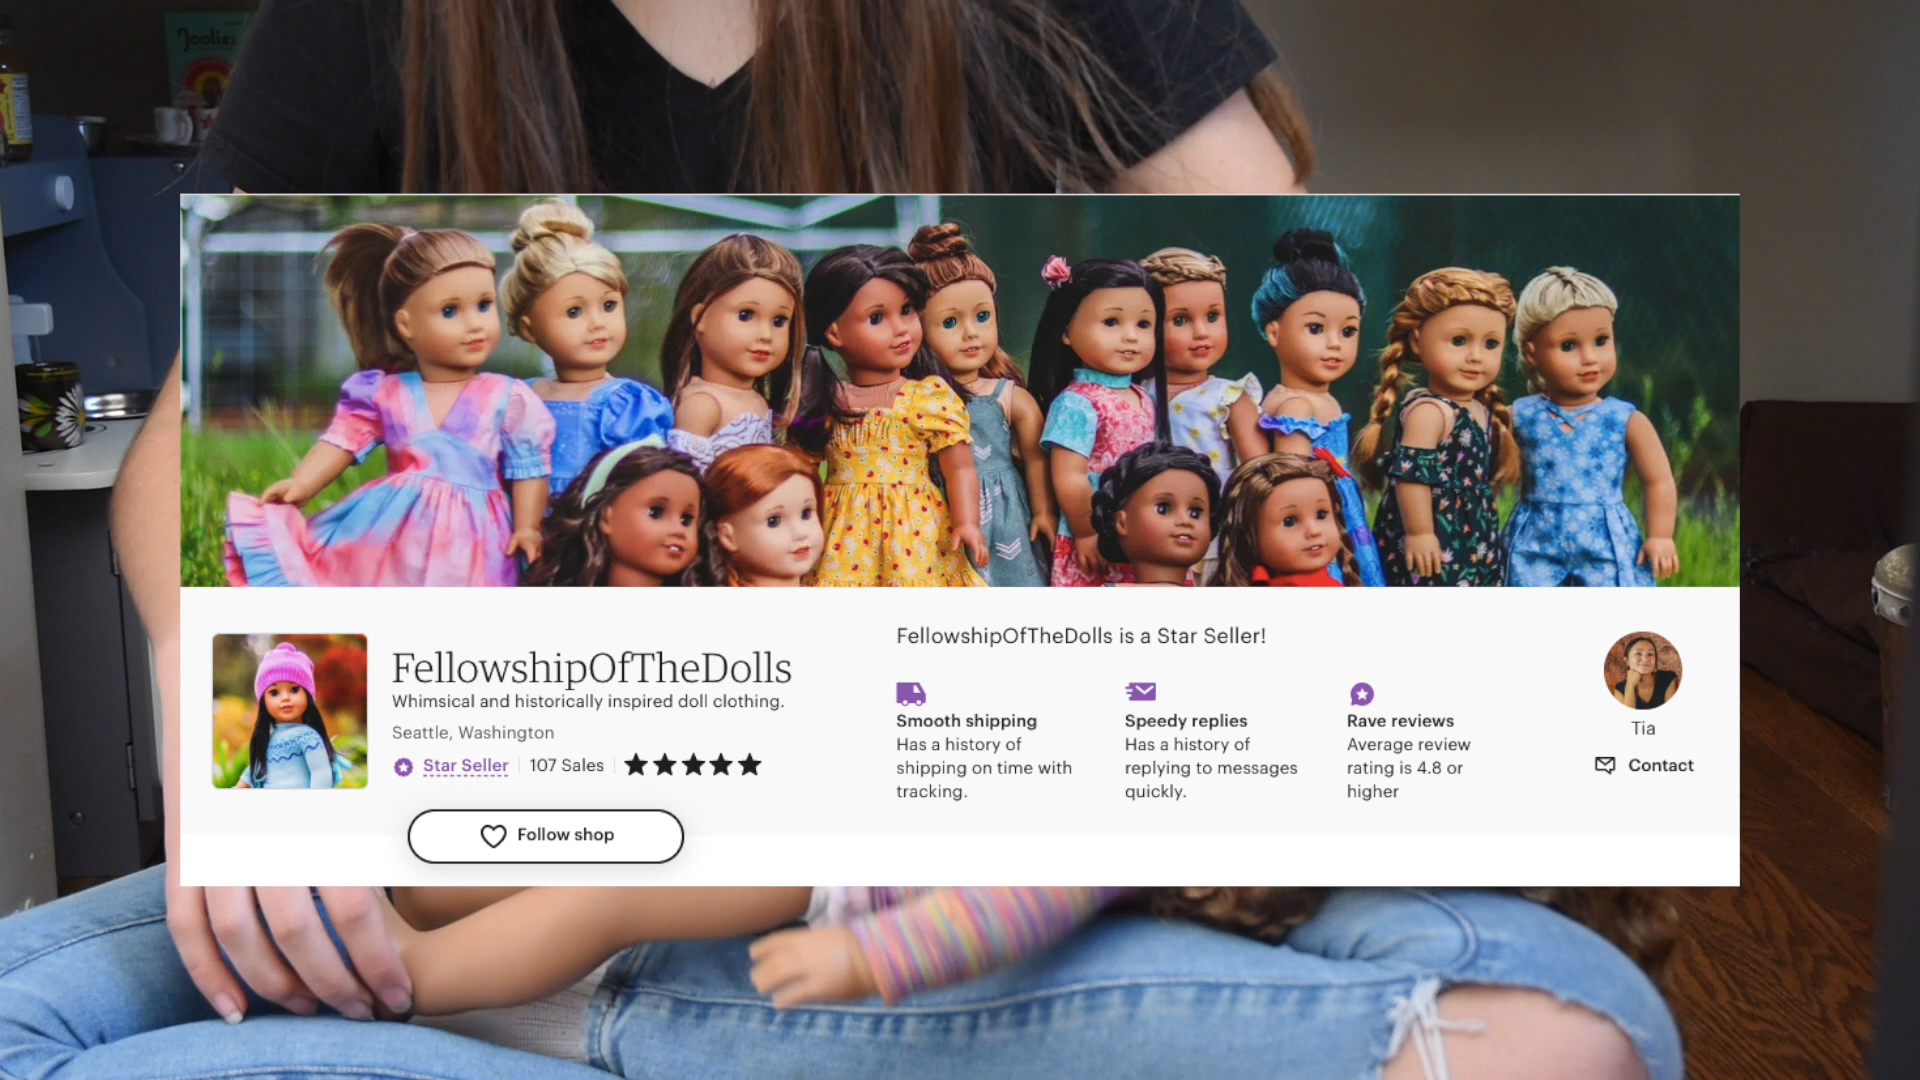 Joolies
FellowshipOfTheDolls
Whimsical and historically inspired doll clothing.
Seattle, Washington
Star Seller
107 Sales
Follow shop
FellowshipOfTheDolls is a Star Seller!
Smooth shipping
Has a history of
shipping on time with
tracking.
Speedy replies
Has a history of
replying to messages
quickly.
Rave reviews
Average review
rating is 4.8 or
higher
Tia
Contact